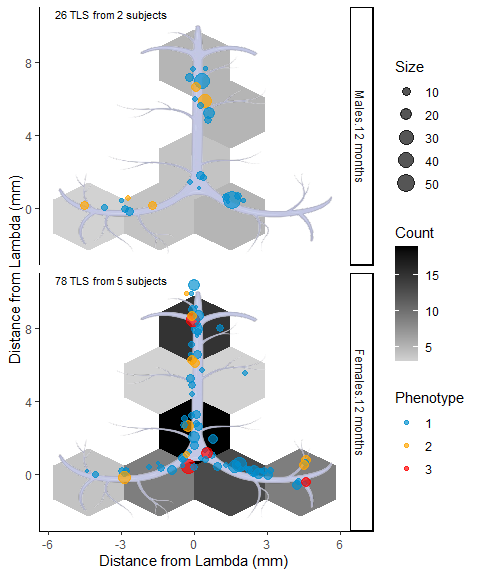 26 TLS from 2 subjects
8
4
0
Males.12 months
78 TLS from 5 subjects
8
4
0
Females.12 months
-6 -3 0 3 6
Distance from Lambda (mm)
Distance from Lambda (mm)
Size
10
20
30
40
50
Count
15
10
5
Phenotype
1
2
3